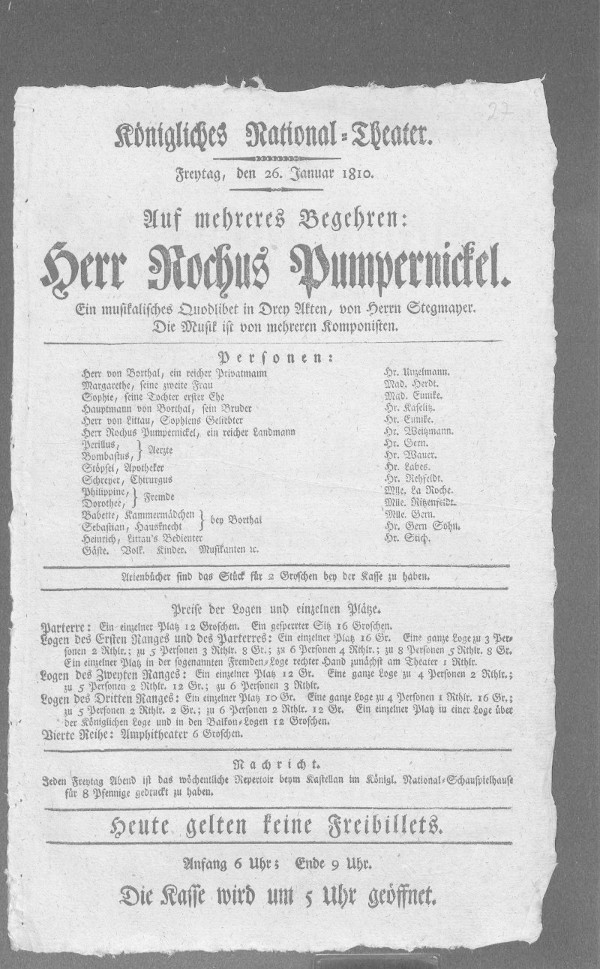 27
Königliches National-Theater.
Freytag, den 26. Januar 1810.
Auf mehreres Begehren:
Herr Rochus Pumpernickel.
Ein musikalisches Quodlibet in Drey Akten, von Herrn Stegmayer.
Die Musik ist von mehreren Komponisten.
Personen:
Herr von Borthal, ein reicher Privatmann Hr. Unzelmann.
Margarethe, seine zweite Frau Mad. Herdt.
Sophie, seine Tochter erster Ehe Mad. Eunike.
Hauptmann von Borthal, sein Bruder Hr. Kaselitz.
Herr von Littau, Sophiens Geliebter Hr. Eunike.
Herr Rochus Pumpernickel, ein reicher Landmann Hr. Weitzmann.
Perillus, } Aerzte Hr. Gern.
Bombastus, } Hr. Wauer.
Stöpsel, Apotheker Hr. Labes.
Schreyer, Chirurgus Hr. Rehfeldt.
Philippine, } Fremde Mlle. La Roche.
Dorothee, } Mlle. Ritzenfeldt.
Babette, Kammermädchen } bey Borthal Mlle. Gern.
Sebastian, Hausknecht } Hr. Gern Sohn.
Heinrich, Littau's Bedienter Hr. Stich.
Gäste. Volk. Kinder. Musikanten ec.
Arienbücher sind das Stück für 2 Groschen bey der Kasse zu haben.
Preise der Logen und einzelnen Plätze.
Parterre: Ein einzelner Platz 12 Groschen. Ein gesperrter Sitz 16 Groschen.
Logen des Ersten Ranges und des Parterres: Ein einzelner Platz 16 Gr. Eine ganze Loge zu 3 Per-
sonen 2 Rthlr.; zu 5 Personen 3 Rthlr. 8 Gr.; zu 6 Personen 4 Rthlr.; zu 8 Personen 5 Rthlr. 8 Gr.
Ein einzelner Platz in der sogenannten Fremden-Loge rechter Hand zunächst am Theater 1 Rthlr.
Logen des Zweyten Ranges: Ein einzelner Platz 12 Gr. Eine ganze Loge zu 4 Personen 2 Rthlr.;
zu 5 Personen 2 Rthlr. 12 Gr.; zu 6 Personen 3 Rthlr.
Logen des Dritten Ranges: Ein einzelner Platz 10 Gr. Eine ganze Loge zu 4 Personen 1 Rthlr. 16 Gr.;
zu 5 Personen 2 Rthlr. 2 Gr.; zu 6 Personen 2 Rthlr. 12 Gr. Ein einzelner Platz in einer Loge über
der Königlichen Loge und in den Balkon-Logen 12 Groschen.
Vierte Reihe: Amphitheater 6 Groschen.
Nachricht.
Jeden Freytag Abend ist das wöchentliche Repertoir beym Kastellan im Königl. National-Schauspielhause
für 8 Pfennige gedruckt zu haben.
Heute gelten keine Freibillets.
Anfang 6 Uhr; Ende 9 Uhr.
Die Kasse wird um 5 Uhr geöffnet.